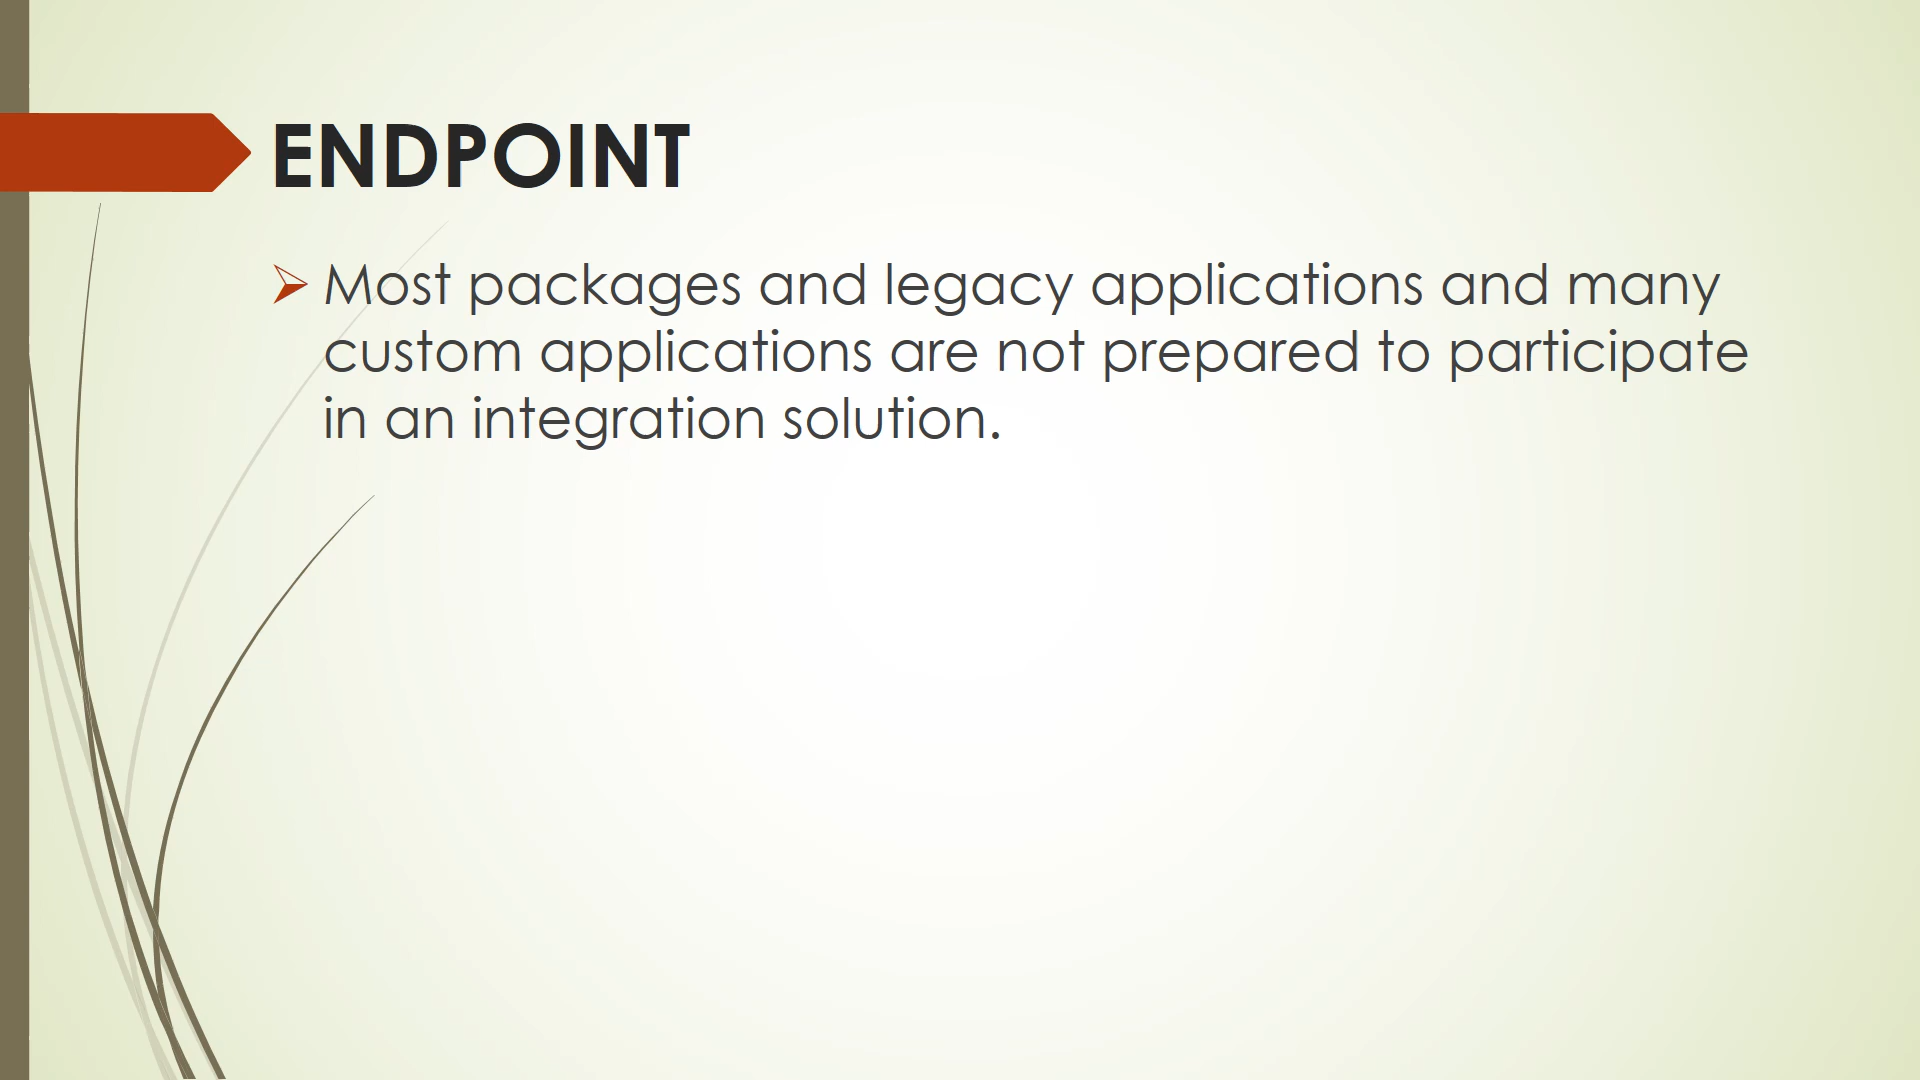 ENDPOINT
Most packages and legacy applications and many
custom applications are not prepared to participate
in an integration solution.